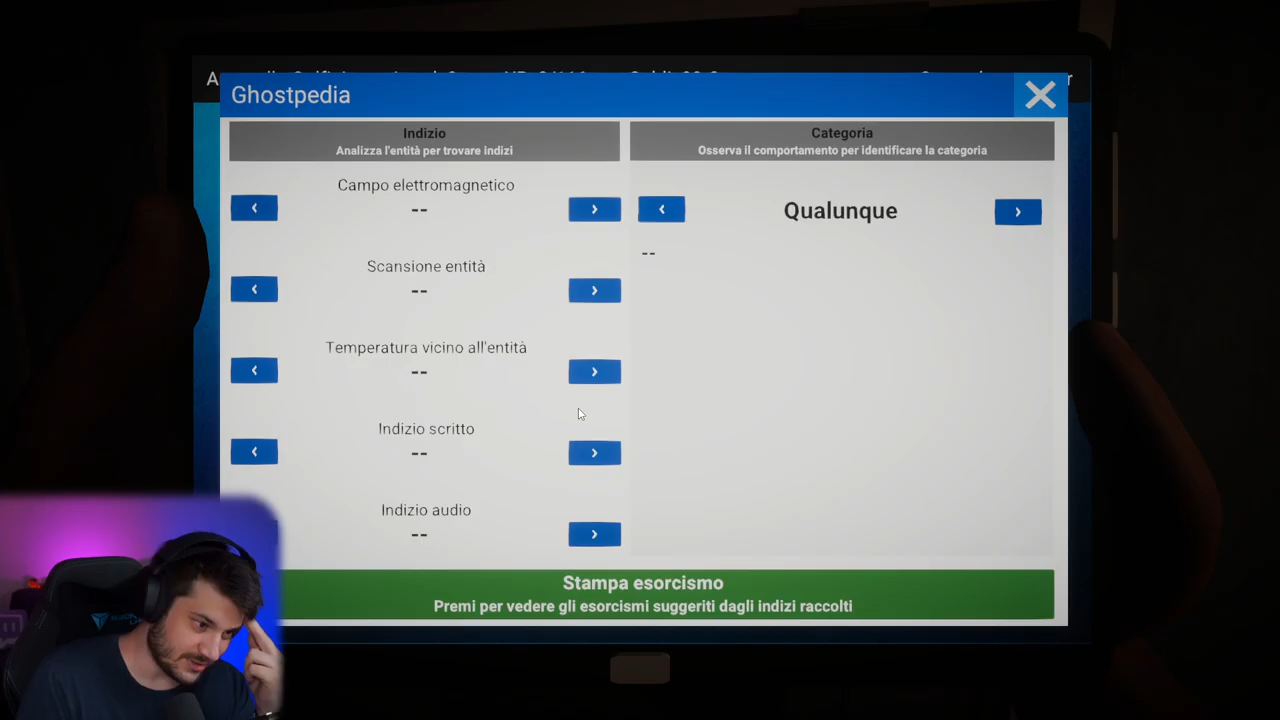 Ghostpedia
Indizio
Analizza l'entità per trovare indizi
Categoria
Osserva il comportamento per identificare la categoria
Campo elettromagnetico
--
Scansione entità
--
Temperatura vicino all'entità
--
Indizio scritto
--
Indizio audio
--
Qualunque
--
Stampa esorcismo
Premi per vedere gli esorcismi suggeriti dagli indizi raccolti